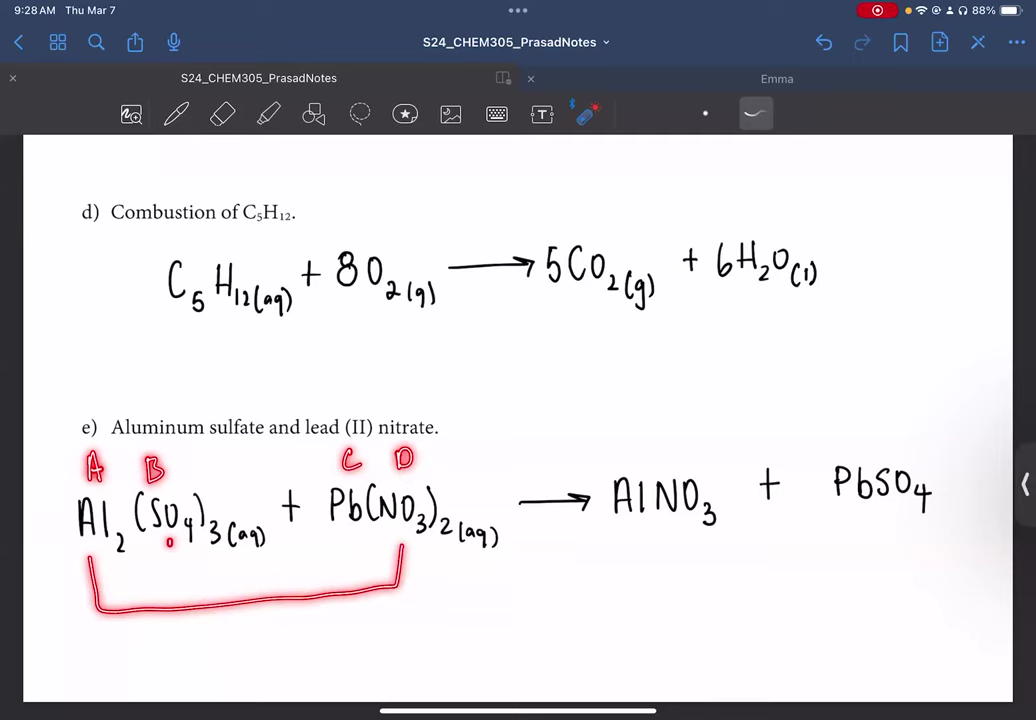 9:28 AM Thu Mar 7
88%
S24_CHEM305_PrasadNotes
S24_CHEM305_PrasadNotes
Emma
d) Combustion of C₅H₁₂.
C₅H₁₂(aq) + 8O₂(g) ⟶ 5CO₂(g) + 6H₂O(l)
e) Aluminum sulfate and lead (II) nitrate.
A B C D
Al₂(SO₄)₃(aq) + Pb(NO₃)₂(aq) ⟶ AlNO₃ + PbSO₄